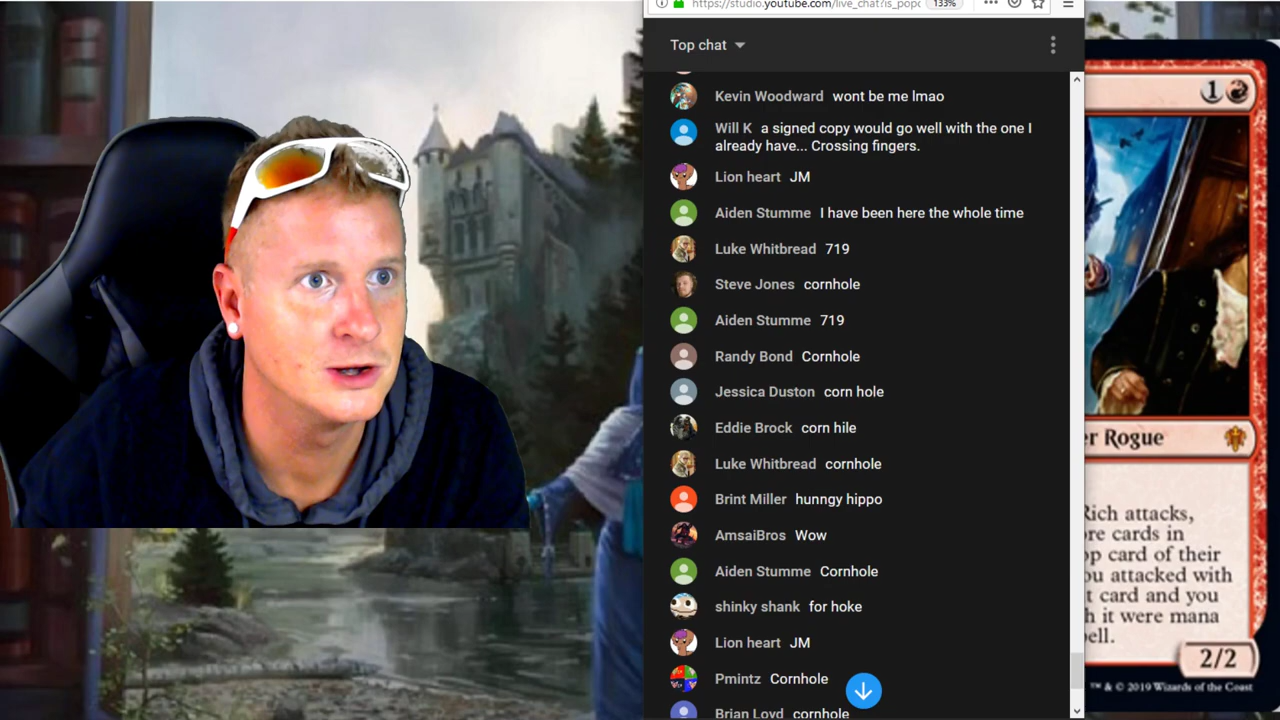 https://studio.youtube.com/live_chat?is_popo 133%
Top chat
Kevin Woodward wont be me lmao
Will K a signed copy would go well with the one I
already have... Crossing fingers.
Lion heart JM
Aiden Stumme I have been here the whole time
Luke Whitbread 719
Steve Jones cornhole
Aiden Stumme 719
Randy Bond Cornhole
Jessica Duston corn hole
Eddie Brock corn hile
Luke Whitbread cornhole
Brint Miller hunngy hippo
AmsaiBros Wow
Aiden Stumme Cornhole
shinky shank for hoke
Lion heart JM
Pmintz Cornhole
Brian Loyd cornhole
1
er Rogue
Rich attacks,
re cards in
op card of their
ou attacked with
t card and you
h it were mana
ell.
2/2
™ & © 2019 Wizards of the Coast